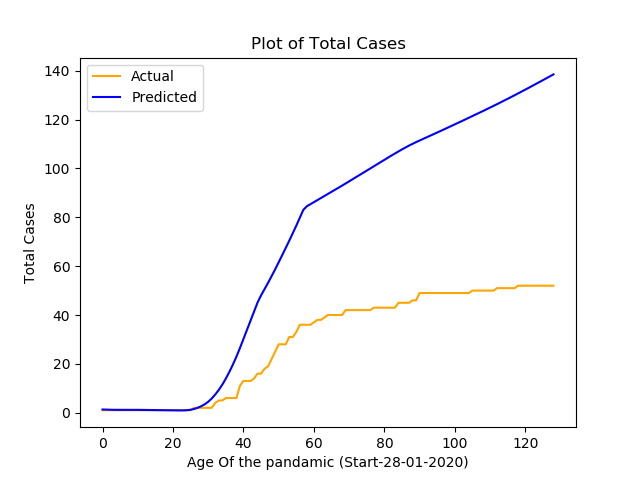 Plot of Total Cases
Actual
Predicted
Total Cases
140
120
100
80
60
40
20
0
0 20 40 60 80 100 120
Age Of the pandamic (Start-28-01-2020)